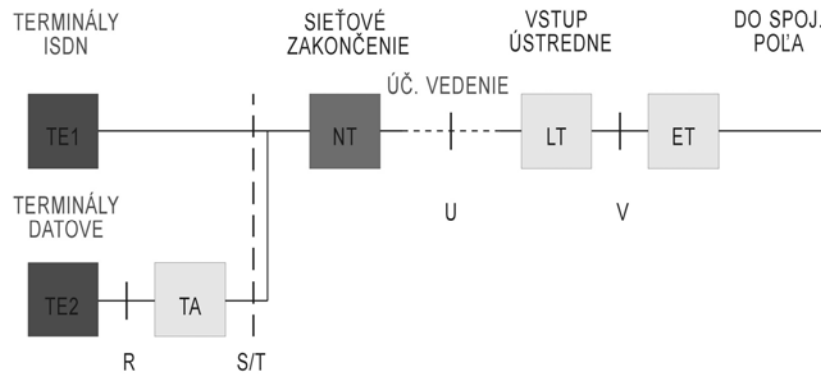 TERMINÁLY
ISDN
SIEŤOVÉ
ZAKONČENIE
VSTUP
ÚSTREDNE
DO SPOJ.
POĽA
ÚČ. VEDENIE
TE1
NT
LT
ET
U
V
TERMINÁLY
DATOVE
TE2
TA
R
S/T